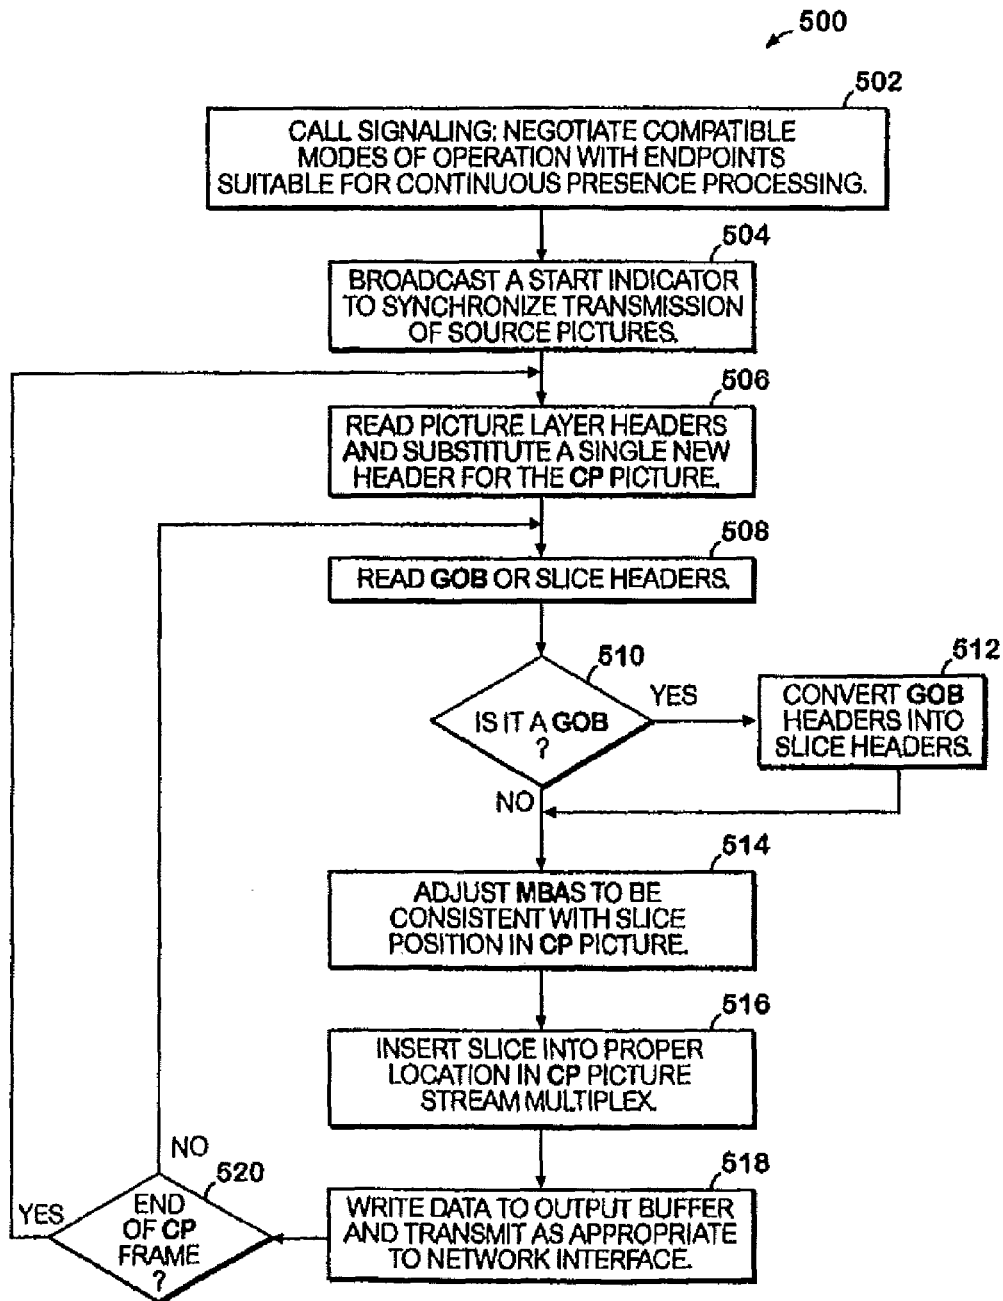 500
502
CALL SIGNALING: NEGOTIATE COMPATIBLE
MODES OF OPERATION WITH ENDPOINTS
SUITABLE FOR CONTINUOUS PRESENCE PROCESSING.
504
BROADCAST A START INDICATOR
TO SYNCHRONIZE TRANSMISSION
OF SOURCE PICTURES.
506
READ PICTURE LAYER HEADERS
AND SUBSTITUTE A SINGLE NEW
HEADER FOR THE CP PICTURE.
508
READ GOB OR SLICE HEADERS.
510
IS IT A GOB
?
YES
512
CONVERT GOB
HEADERS INTO
SLICE HEADERS.
NO
514
ADJUST MBAS TO BE
CONSISTENT WITH SLICE
POSITION IN CP PICTURE.
516
INSERT SLICE INTO PROPER
LOCATION IN CP PICTURE
STREAM MULTIPLEX.
518
WRITE DATA TO OUTPUT BUFFER
AND TRANSMIT AS APPROPRIATE
TO NETWORK INTERFACE.
520
END
OF CP
FRAME
?
NO
YES